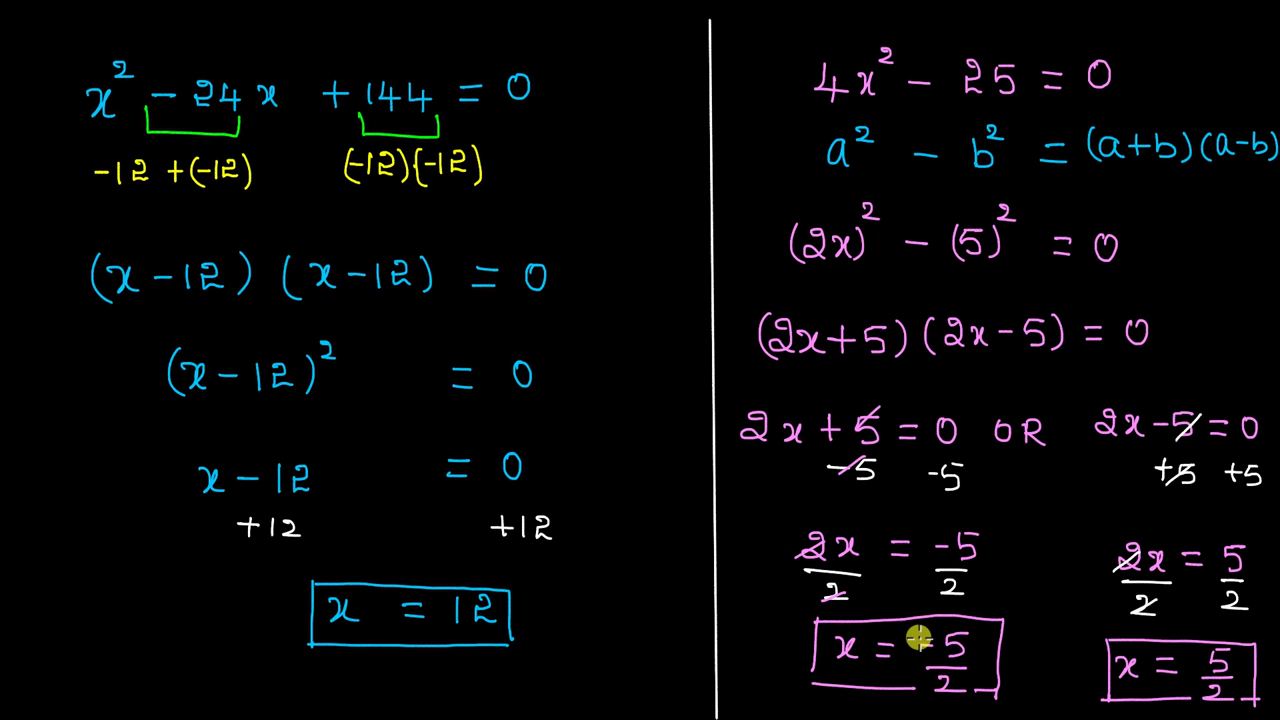 x² - 24x + 144 = 0
-12 + (-12) (-12)(-12)
(x - 12) (x - 12) = 0
(x - 12)² = 0
x - 12 = 0
+12 +12
x = 12
4x² - 25 = 0
a² - b² = (a+b)(a-b)
(2x)² - (5)² = 0
(2x+5)(2x-5) = 0
2x + 5 = 0 OR 2x - 5 = 0
-5 -5 +5 +5
2x/2 = -5/2 2x/2 = 5/2
x = -5/2 x = 5/2